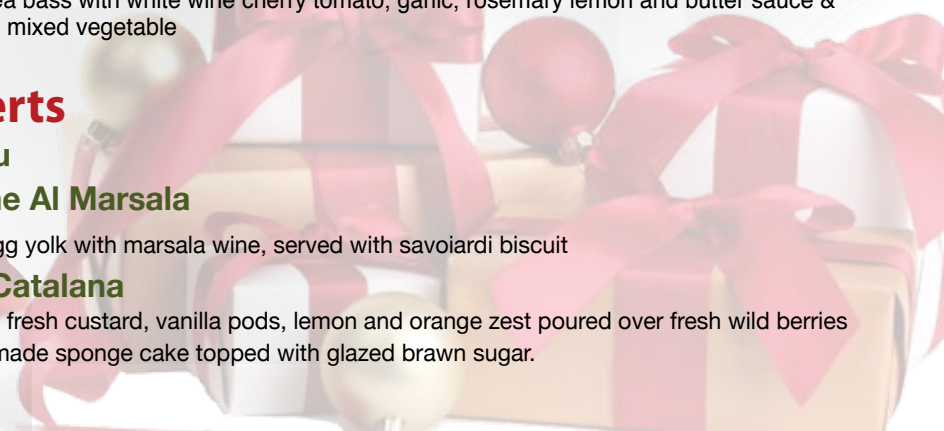 ea bass with white wine cherry tomato, garlic, rosemary lemon and butter sauce &
mixed vegetable
erts
u
e Al Marsala
gg yolk with marsala wine, served with savoiardi biscuit
Catalana
fresh custard, vanilla pods, lemon and orange zest poured over fresh wild berries
made sponge cake topped with glazed brawn sugar.